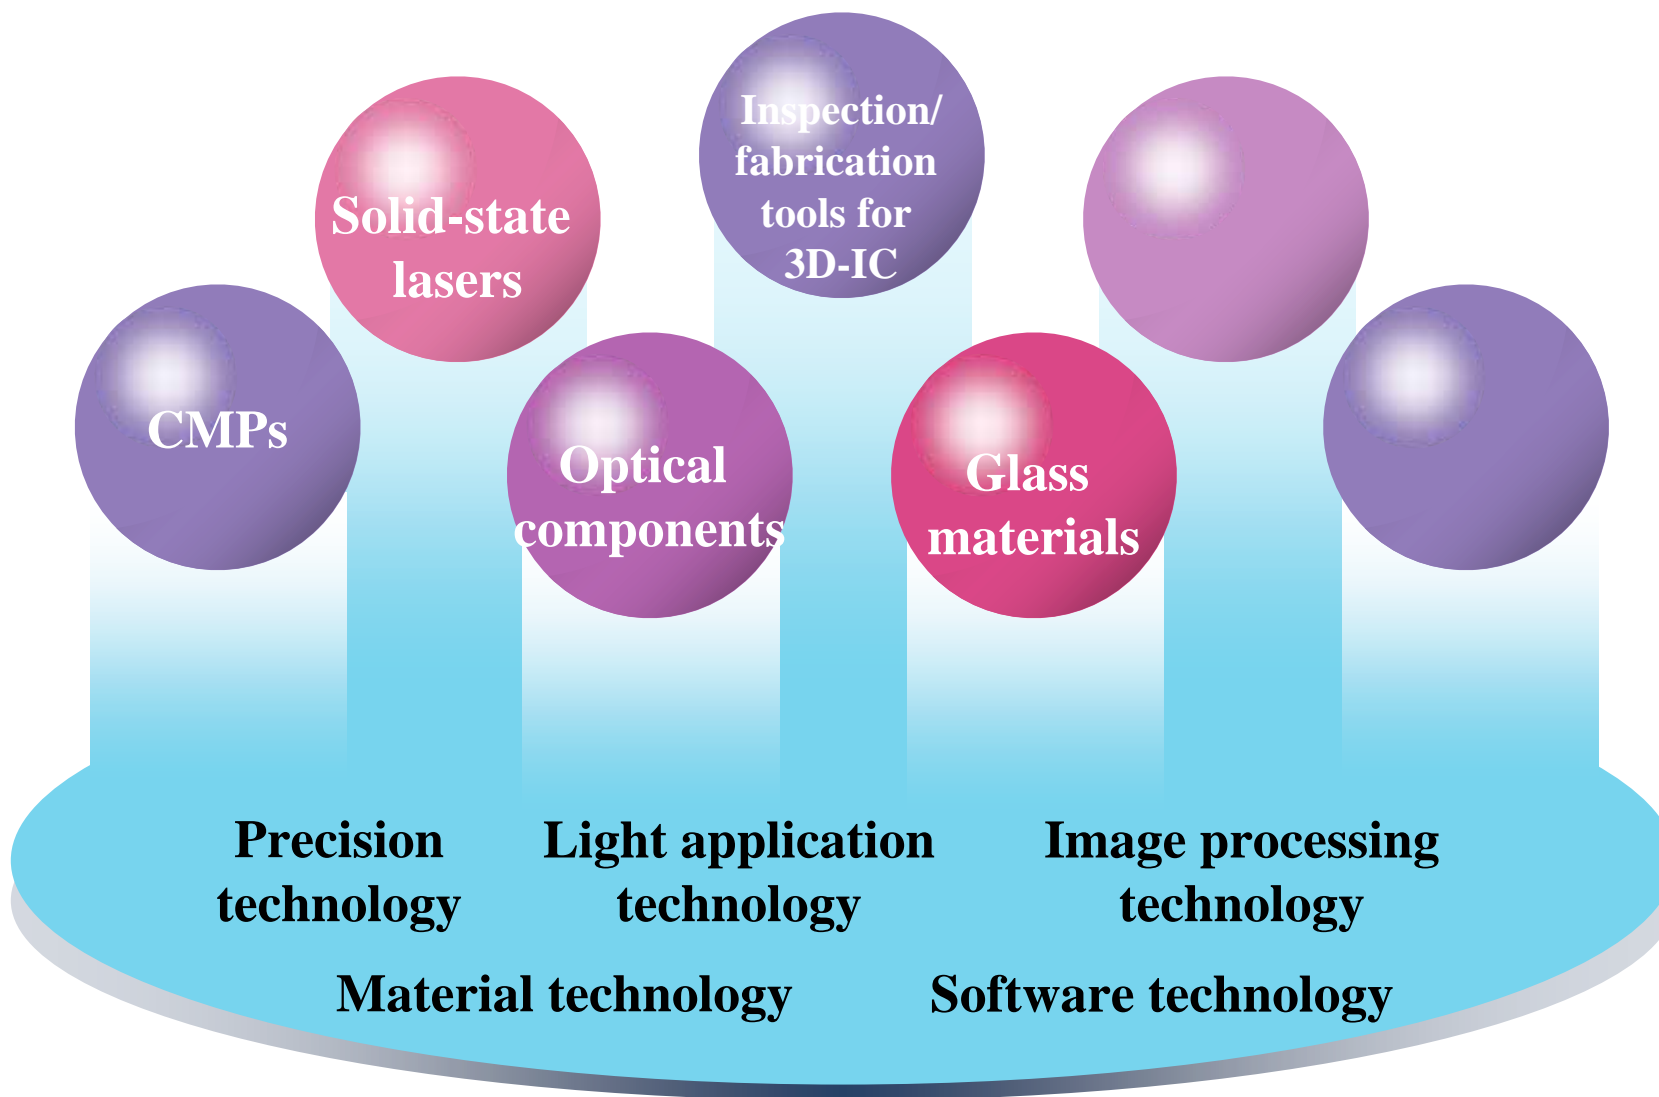 Inspection/
fabrication
tools for
3D-IC
Solid-state
lasers
CMPs
Optical
components
Glass
materials
Precision
technology
Light application
technology
Image processing
technology
Material technology
Software technology